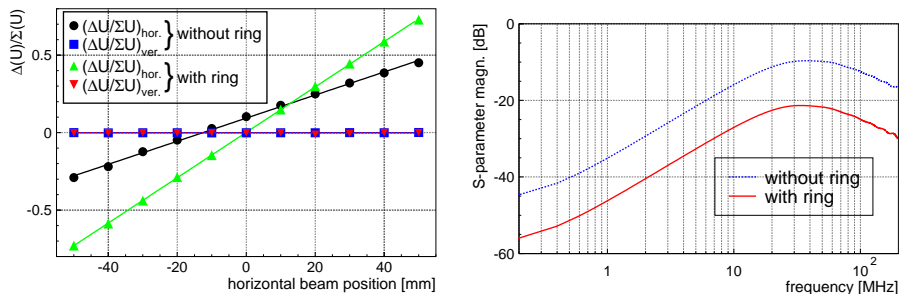 Δ(U)/Σ(U)
0.5
0
-0.5
(ΔU/ΣU)hor.
(ΔU/ΣU)ver.
} without ring
(ΔU/ΣU)hor.
(ΔU/ΣU)ver.
} with ring
-40 -20 0 20 40
horizontal beam position [mm]
S-parameter magn. [dB]
0
-20
-40
-60
without ring
with ring
1 10 10²
frequency [MHz]